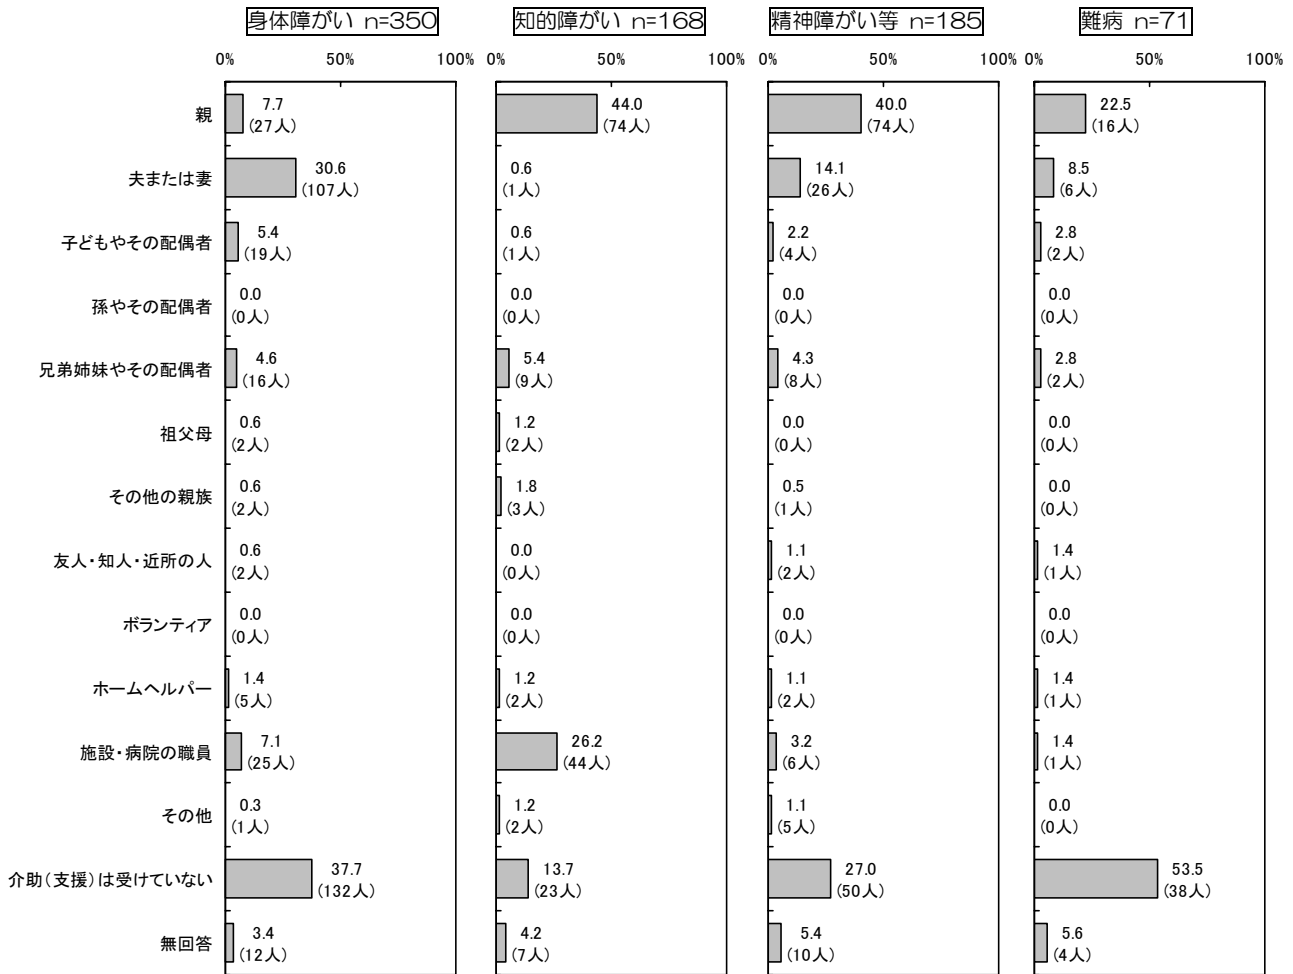 身体障がい n=350 知的障がい n=168 精神障がい等 n=185 難病 n=71
0% 50% 100% 0% 50% 100% 0% 50% 100% 0% 50% 100%
親 7.7 44.0 40.0 22.5
(27人) (74人) (74人) (16人)
夫または妻 30.6 0.6 14.1 8.5
(107人) (1人) (26人) (6人)
子どもやその配偶者 5.4 0.6 2.2 2.8
(19人) (1人) (4人) (2人)
孫やその配偶者 0.0 0.0 0.0 0.0
(0人) (0人) (0人) (0人)
兄弟姉妹やその配偶者 4.6 5.4 4.3 2.8
(16人) (9人) (8人) (2人)
祖父母 0.6 1.2 0.0 0.0
(2人) (2人) (0人) (0人)
その他の親族 0.6 1.8 0.5 0.0
(2人) (3人) (1人) (0人)
友人・知人・近所の人 0.6 0.0 1.1 1.4
(2人) (0人) (2人) (1人)
ボランティア 0.0 0.0 0.0 0.0
(0人) (0人) (0人) (0人)
ホームヘルパー 1.4 1.2 1.1 1.4
(5人) (2人) (2人) (1人)
施設・病院の職員 7.1 26.2 3.2 1.4
(25人) (44人) (6人) (1人)
その他 0.3 1.2 1.1 0.0
(1人) (2人) (5人) (0人)
介助(支援)は受けていない 37.7 13.7 27.0 53.5
(132人) (23人) (50人) (38人)
無回答 3.4 4.2 5.4 5.6
(12人) (7人) (10人) (4人)